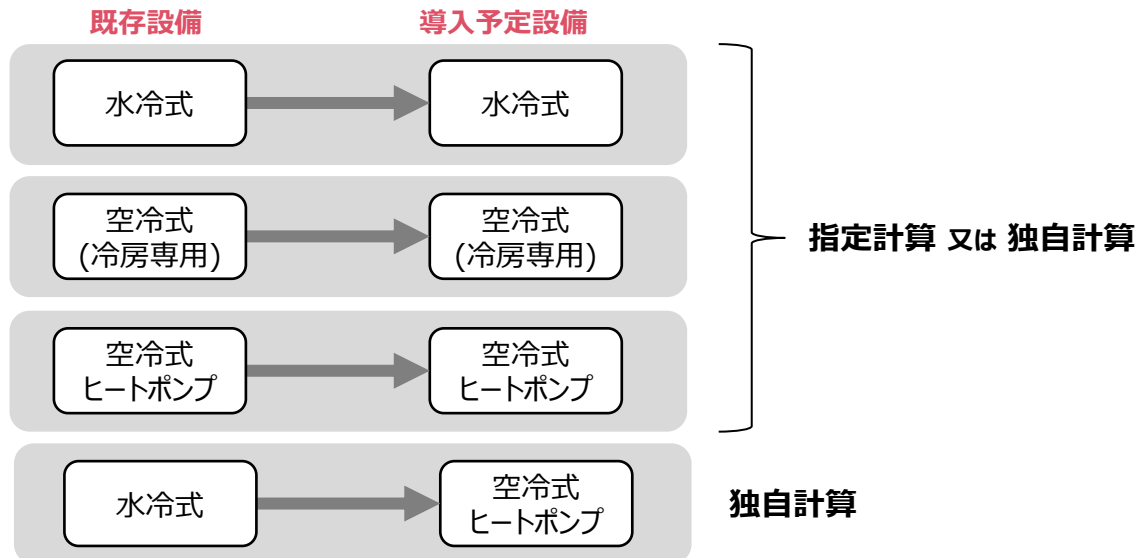 既存設備
導入予定設備
水冷式
水冷式
空冷式
(冷房専用)
空冷式
(冷房専用)
指定計算 又は 独自計算
空冷式
ヒートポンプ
空冷式
ヒートポンプ
水冷式
空冷式
ヒートポンプ
独自計算